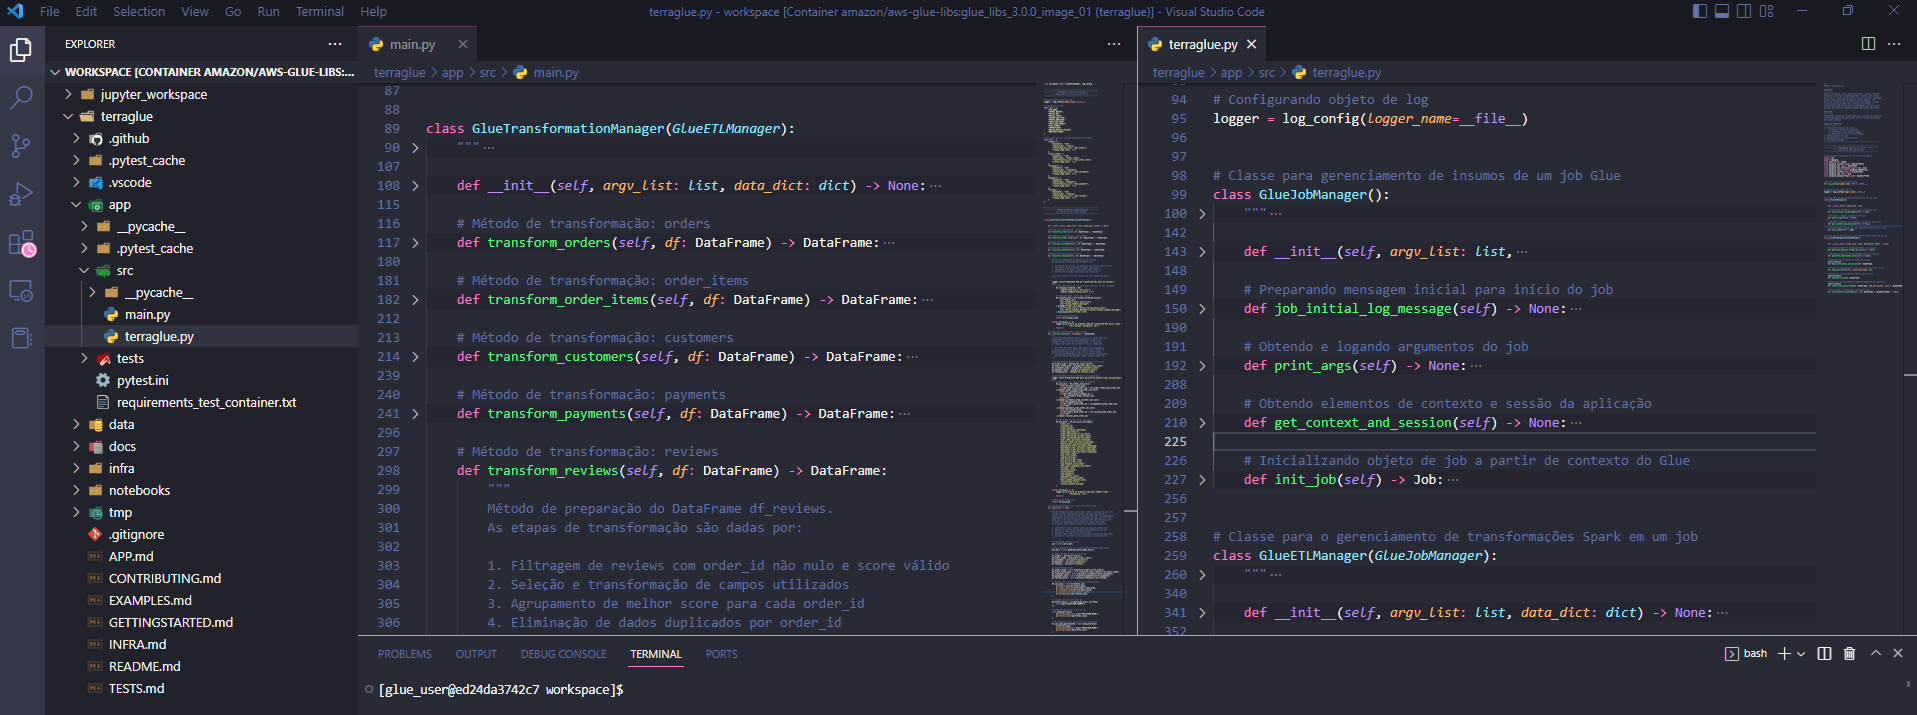 File Edit Selection View Go Run Terminal Help
terraglue.py - workspace [Container amazon/aws-glue-libs:glue_libs_3.0.0_image_01 (terraglue)] - Visual Studio Code
EXPLORER
WORKSPACE [CONTAINER AMAZON/AWS-GLUE-LIBS:...
jupyter_workspace
terraglue
.github
.pytest_cache
.vscode
app
__pycache__
.pytest_cache
src
__pycache__
main.py
terraglue.py
tests
pytest.ini
requirements_test_container.txt
data
docs
infra
notebooks
tmp
.gitignore
APP.md
CONTRIBUTING.md
EXAMPLES.md
GETTINGSTARTED.md
INFRA.md
README.md
TESTS.md
main.py
terraglue > app > src > main.py
87
88
89 class GlueTransformationManager(GlueETLManager):
90 """···
107
108 def __init__(self, argv_list: list, data_dict: dict) -> None:···
115
116 # Método de transformação: orders
117 def transform_orders(self, df: DataFrame) -> DataFrame:···
180
181 # Método de transformação: order_items
182 def transform_order_items(self, df: DataFrame) -> DataFrame:···
212
213 # Método de transformação: customers
214 def transform_customers(self, df: DataFrame) -> DataFrame:···
239
240 # Método de transformação: payments
241 def transform_payments(self, df: DataFrame) -> DataFrame:···
296
297 # Método de transformação: reviews
298 def transform_reviews(self, df: DataFrame) -> DataFrame:
299 """
300 Método de preparação do DataFrame df_reviews.
301 As etapas de transformação são dadas por:
302
303 1. Filtragem de reviews com order_id não nulo e score válido
304 2. Seleção e transformação de campos utilizados
305 3. Agrupamento de melhor score para cada order_id
306 4. Eliminação de dados duplicados por order_id
terraglue.py
terraglue > app > src > terraglue.py
94 # Configurando objeto de log
95 logger = log_config(logger_name=__file__)
96
97
98 # Classe para gerenciamento de insumos de um job Glue
99 class GlueJobManager():
100 """···
142
143 def __init__(self, argv_list: list,···
148
149 # Preparando mensagem inicial para início do job
150 def job_initial_log_message(self) -> None:···
190
191 # Obtendo e logando argumentos do job
192 def print_args(self) -> None:···
208
209 # Obtendo elementos de contexto e sessão da aplicação
210 def get_context_and_session(self) -> None:···
225
226 # Inicializando objeto de job a partir de contexto do Glue
227 def init_job(self) -> Job:···
256
257
258 # Classe para o gerenciamento de transformações Spark em um job
259 class GlueETLManager(GlueJobManager):
260 """···
340
341 def __init__(self, argv_list: list, data_dict: dict) -> None:···
352
PROBLEMS OUTPUT DEBUG CONSOLE TERMINAL PORTS
bash
[glue_user@ed24da3742c7 workspace]$